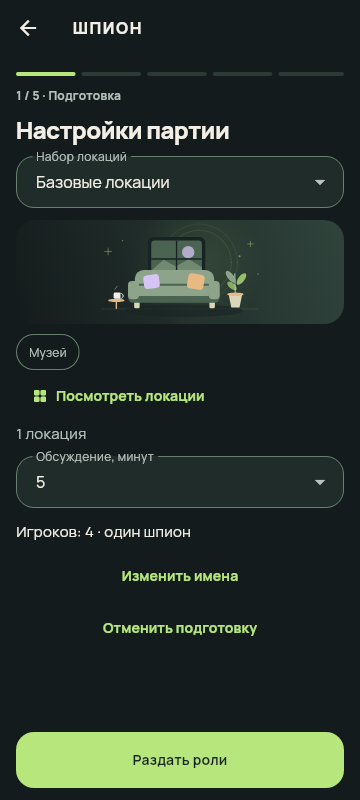 ШПИОН
1 / 5 · Подготовка
Настройки партии
Набор локаций
Базовые локации
Музей
Посмотреть локации
1 локация
Обсуждение, минут
5
Игроков: 4 · один шпион
Изменить имена
Отменить подготовку
Раздать роли